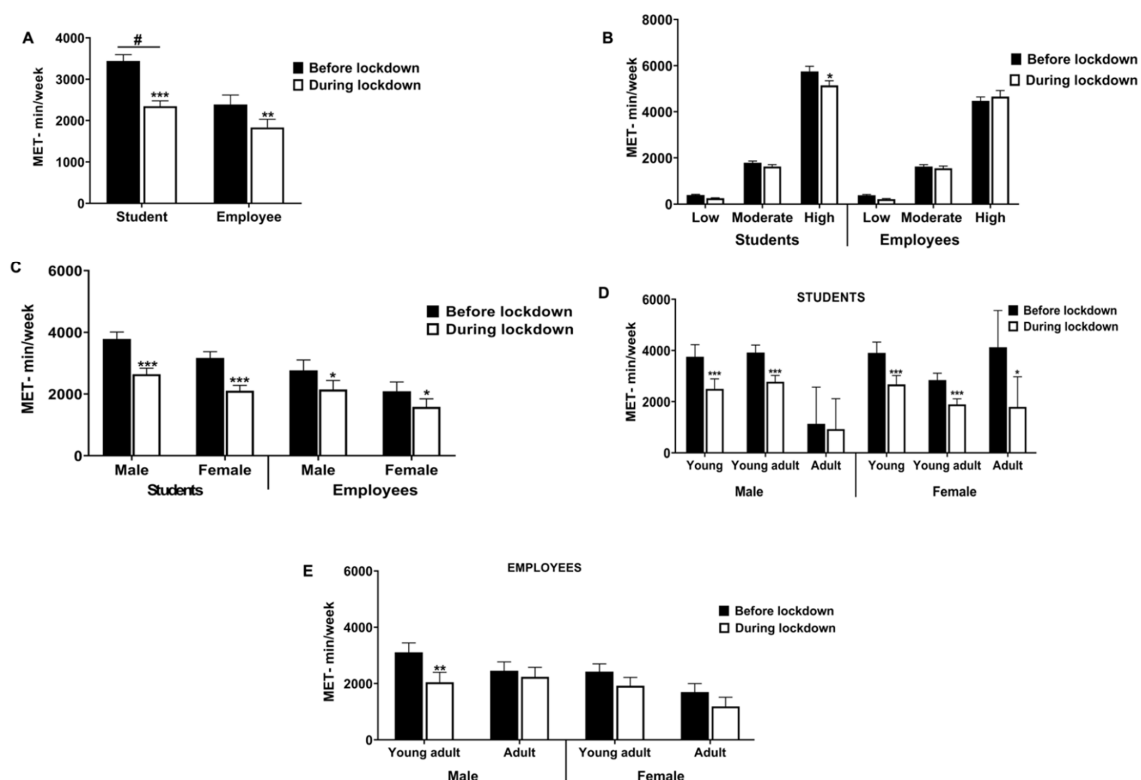 A
4000
3000
2000
1000
0
MET- min/week
#
***
**
Student
Employee
Before lockdown
During lockdown
B
8000
6000
4000
2000
0
MET- min/week
*
Low
Moderate
High
Low
Moderate
High
Students
Employees
Before lockdown
During lockdown
C
6000
4000
2000
0
MET- min/week
***
***
*
*
Male
Female
Male
Female
Students
Employees
Before lockdown
During lockdown
D
STUDENTS
6000
4000
2000
0
MET- min/week
***
***
***
***
*
Young
Young adult
Adult
Young
Young adult
Adult
Male
Female
Before lockdown
During lockdown
E
EMPLOYEES
6000
4000
2000
0
MET- min/week
**
Young adult
Adult
Young adult
Adult
Male
Female
Before lockdown
During lockdown